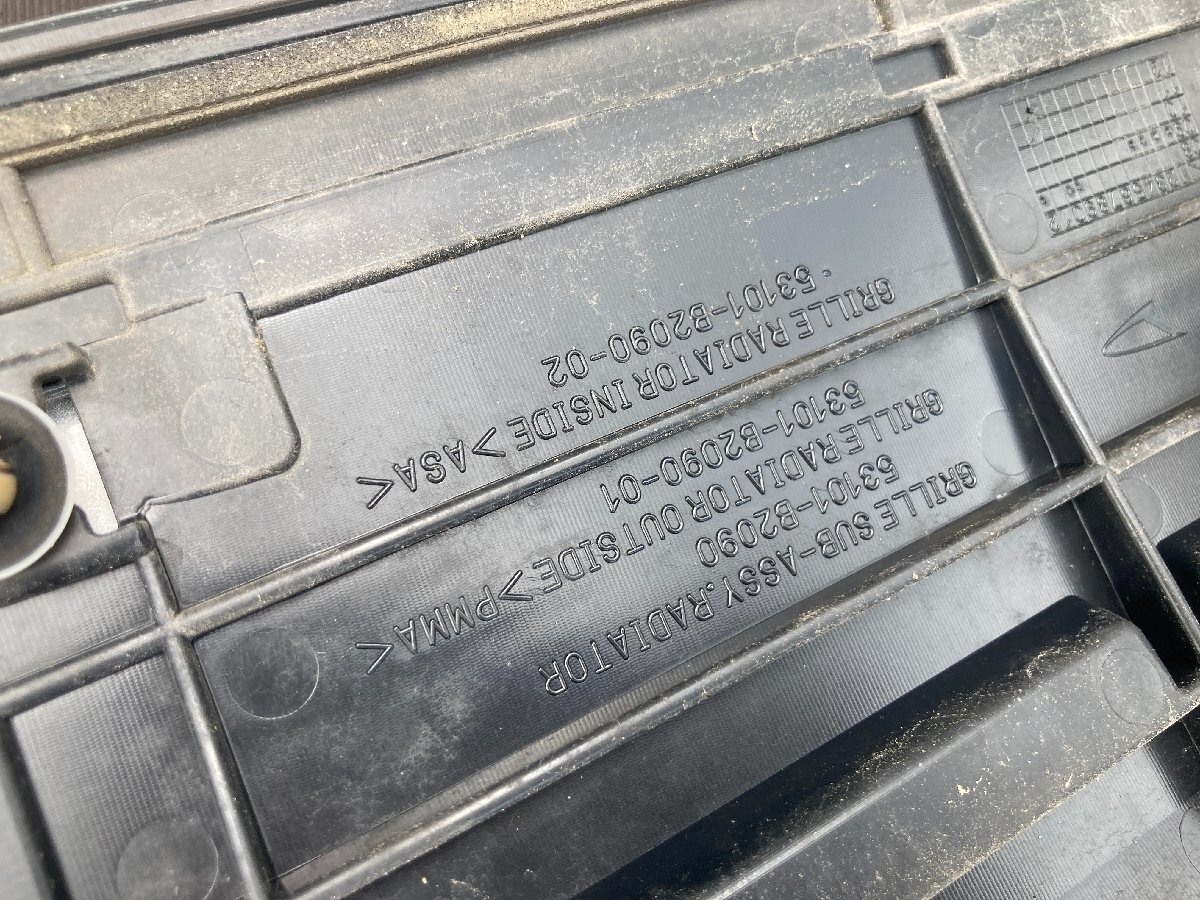 GRILLE SUB-ASSY.RADIATOR
53101-B2090
GRILLE RADIATOR OUTSIDE >PMMA<
53101-B2090-01
GRILLE RADIATOR INSIDE >ASA<
53101-B2090-02
123456789012